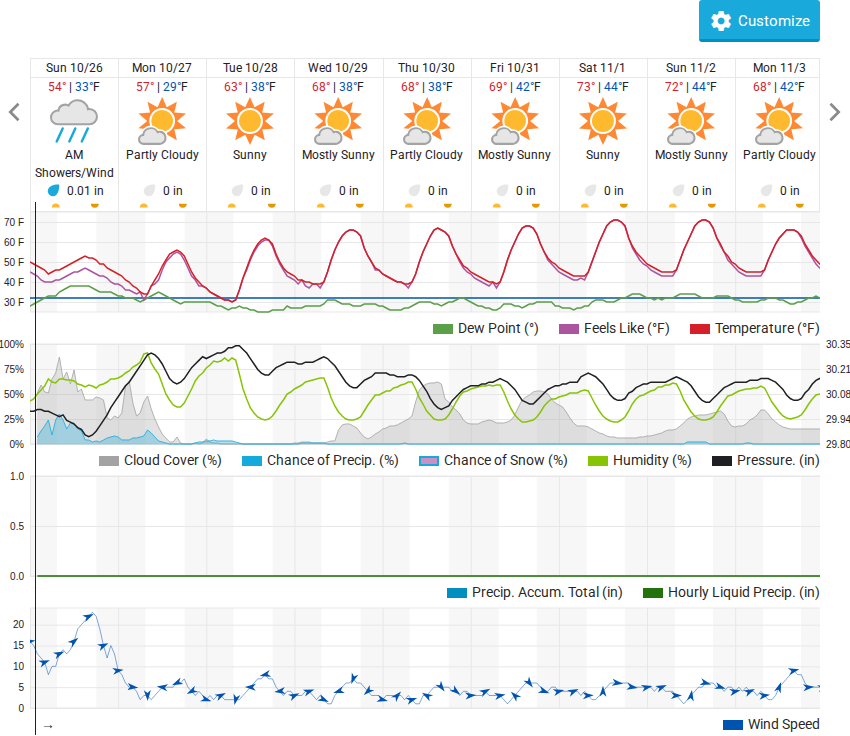 Customize
Sun 10/26 Mon 10/27 Tue 10/28 Wed 10/29 Thu 10/30 Fri 10/31 Sat 11/1 Sun 11/2 Mon 11/3
54° | 33°F 57° | 29°F 63° | 38°F 68° | 38°F 68° | 38°F 69° | 42°F 73° | 44°F 72° | 44°F 68° | 42°F
AM Partly Cloudy Sunny Mostly Sunny Partly Cloudy Mostly Sunny Sunny Mostly Sunny Partly Cloudy
Showers/Wind
0.01 in 0 in 0 in 0 in 0 in 0 in 0 in 0 in 0 in
70 F
60 F
50 F
40 F
30 F
Dew Point (°) Feels Like (°F) Temperature (°F)
100% 30.35
75% 30.21
50% 30.08
25% 29.94
0% 29.80
Cloud Cover (%) Chance of Precip. (%) Chance of Snow (%) Humidity (%) Pressure. (in)
1.0
0.5
0.0
Precip. Accum. Total (in) Hourly Liquid Precip. (in)
20
15
10
5
0
→ Wind Speed